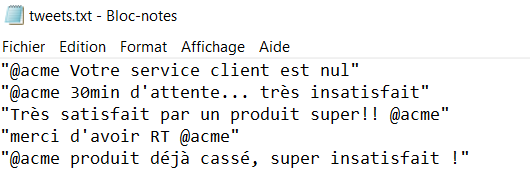 tweets.txt - Bloc-notes
Fichier Edition Format Affichage Aide
"@acme Votre service client est nul"
"@acme 30min d'attente... très insatisfait"
"Très satisfait par un produit super!! @acme"
"merci d'avoir RT @acme"
"@acme produit déjà cassé, super insatisfait !"